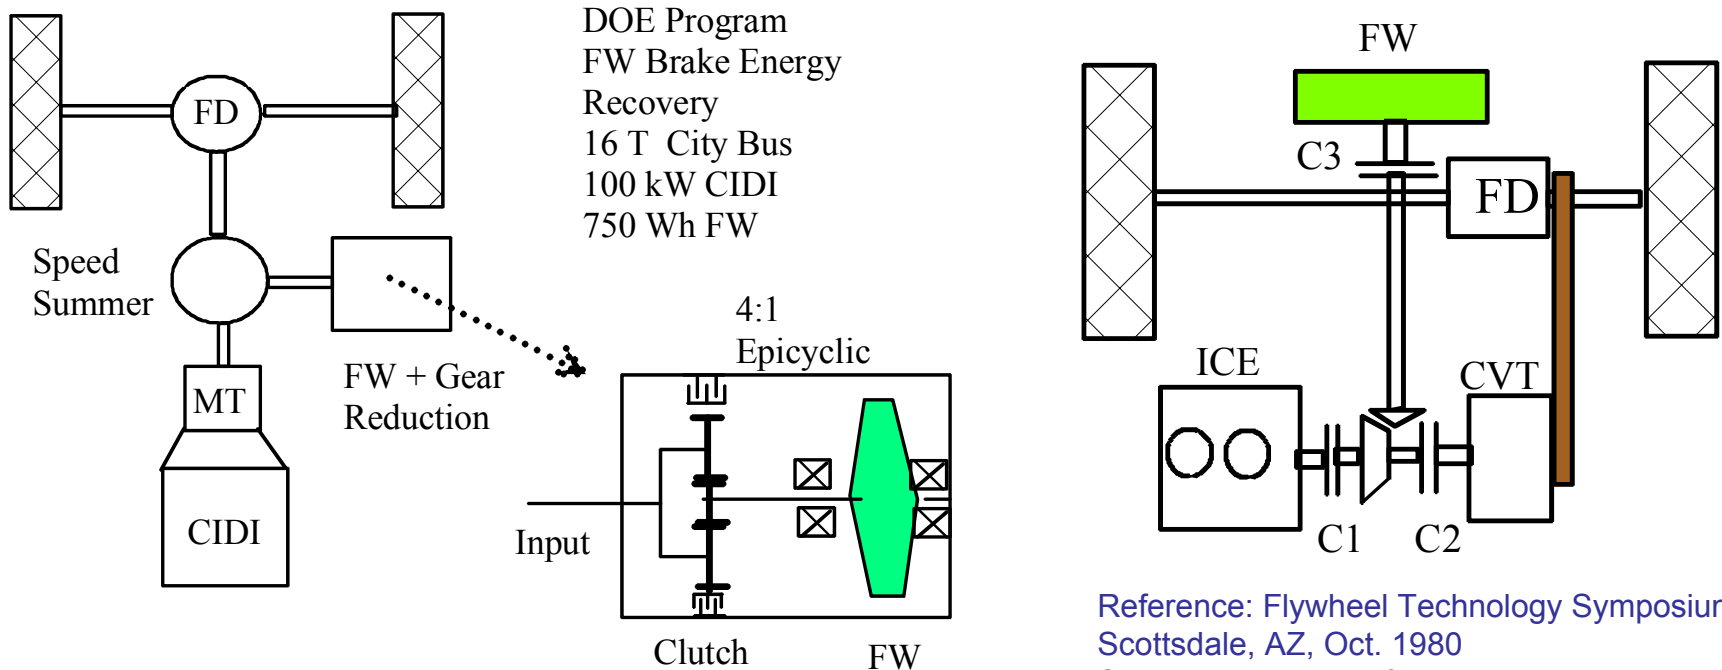 DOE Program
FW Brake Energy
Recovery
16 T City Bus
100 kW CIDI
750 Wh FW
FD
Speed
Summer
MT
CIDI
FW + Gear
Reduction
4:1
Epicyclic
Input
Clutch
FW
FW
C3
FD
ICE
CVT
C1
C2
Reference: Flywheel Technology Symposiu
Scottsdale, AZ, Oct. 1980